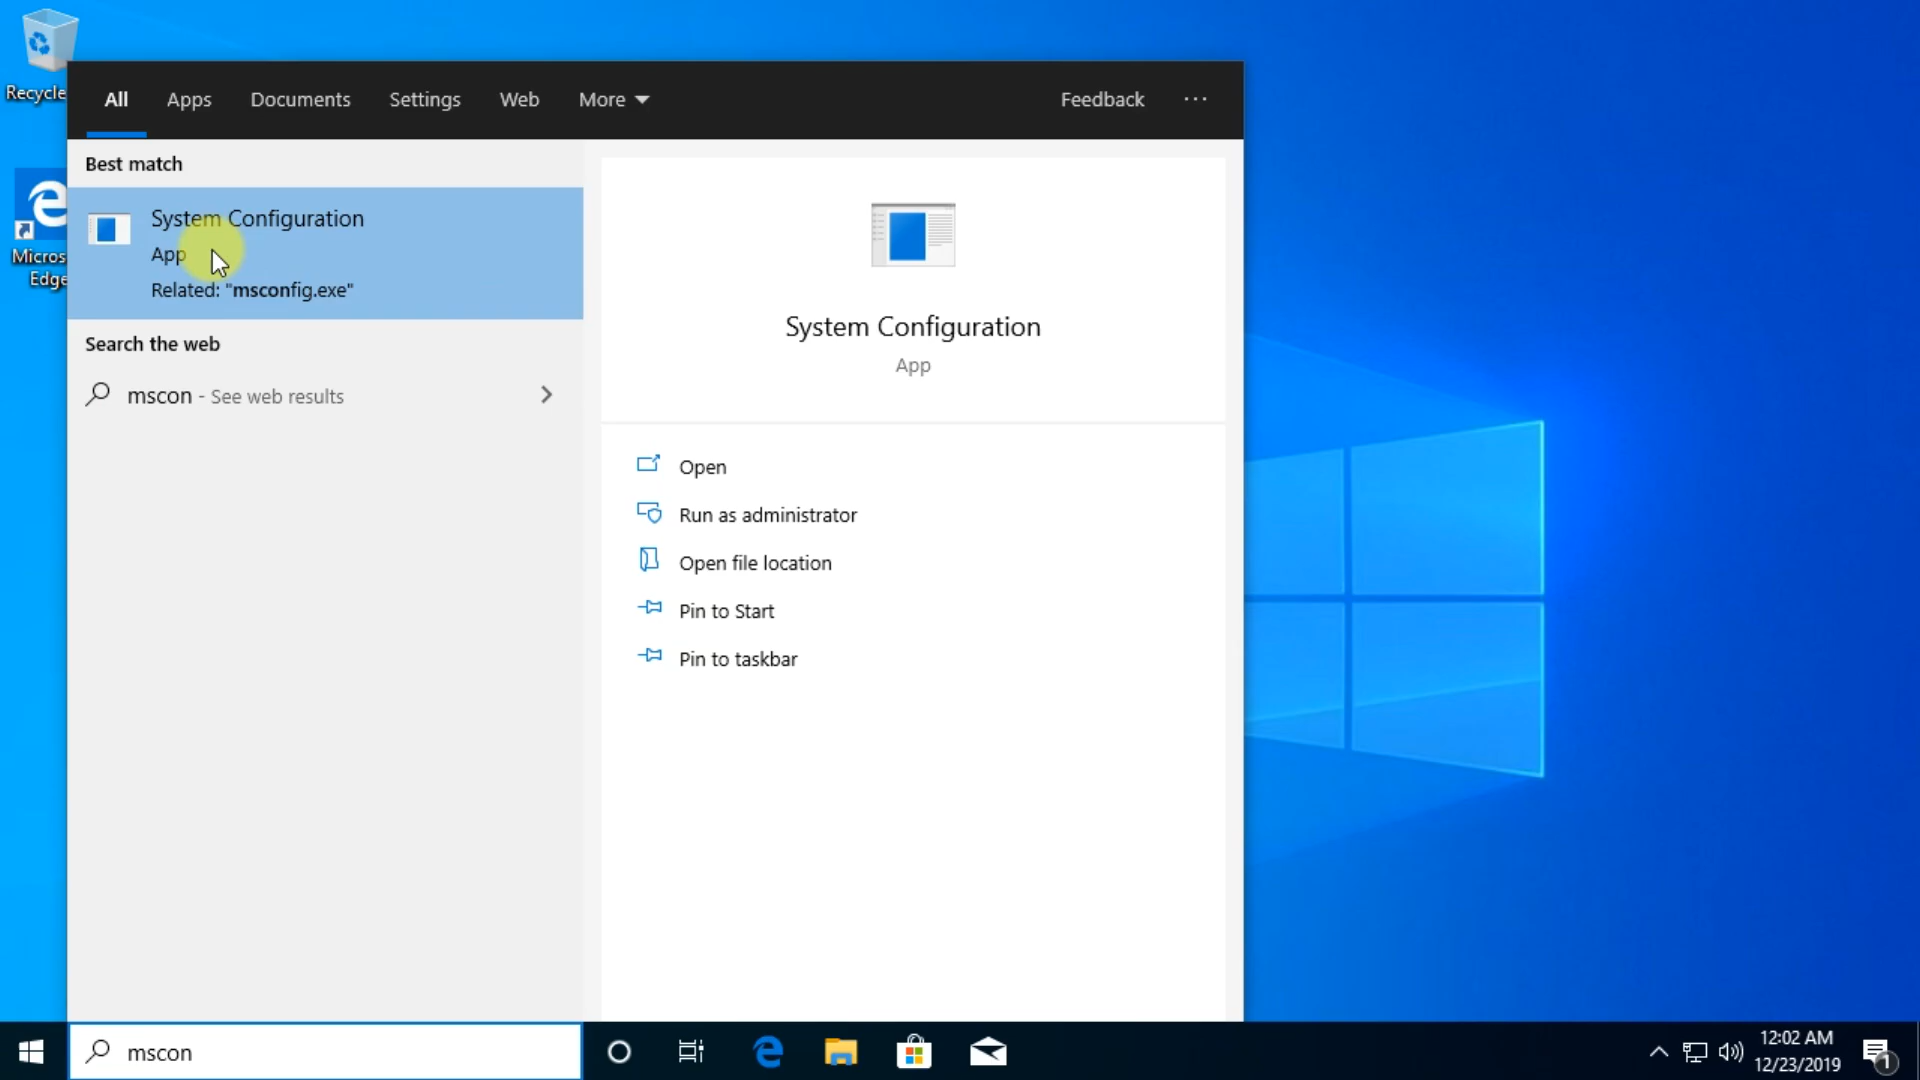 Recycle
Micros
Edge
All
Apps
Documents
Settings
Web
More
Feedback
...
Best match
System Configuration
App
Related: "msconfig.exe"
Search the web
mscon - See web results
System Configuration
App
Open
Run as administrator
Open file location
Pin to Start
Pin to taskbar
mscon
12:02 AM
12/23/2019
1